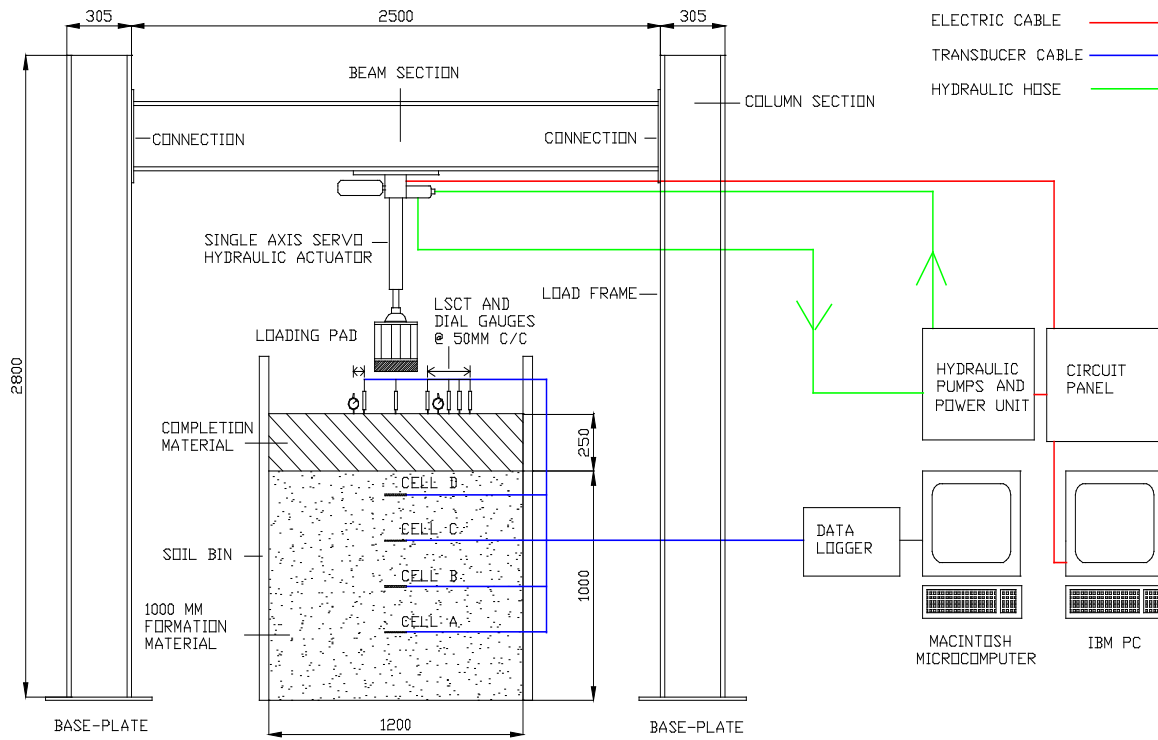 305
2500
305
ELECTRIC CABLE
TRANSDUCER CABLE
HYDRAULIC HOSE
BEAM SECTION
COLUMN SECTION
CONNECTION
CONNECTION
SINGLE AXIS SERVO
HYDRAULIC ACTUATOR
LOAD FRAME
LSCT AND
DIAL GAUGES
@ 50MM C/C
LOADING PAD
2800
HYDRAULIC
PUMPS AND
POWER UNIT
CIRCUIT
PANEL
COMPLETION
MATERIAL
250
CELL D
CELL C
CELL B
CELL A
SOIL BIN
1000
1000 MM
FORMATION
MATERIAL
DATA
LOGGER
MACINTOSH
MICROCOMPUTER
IBM PC
BASE-PLATE
1200
BASE-PLATE